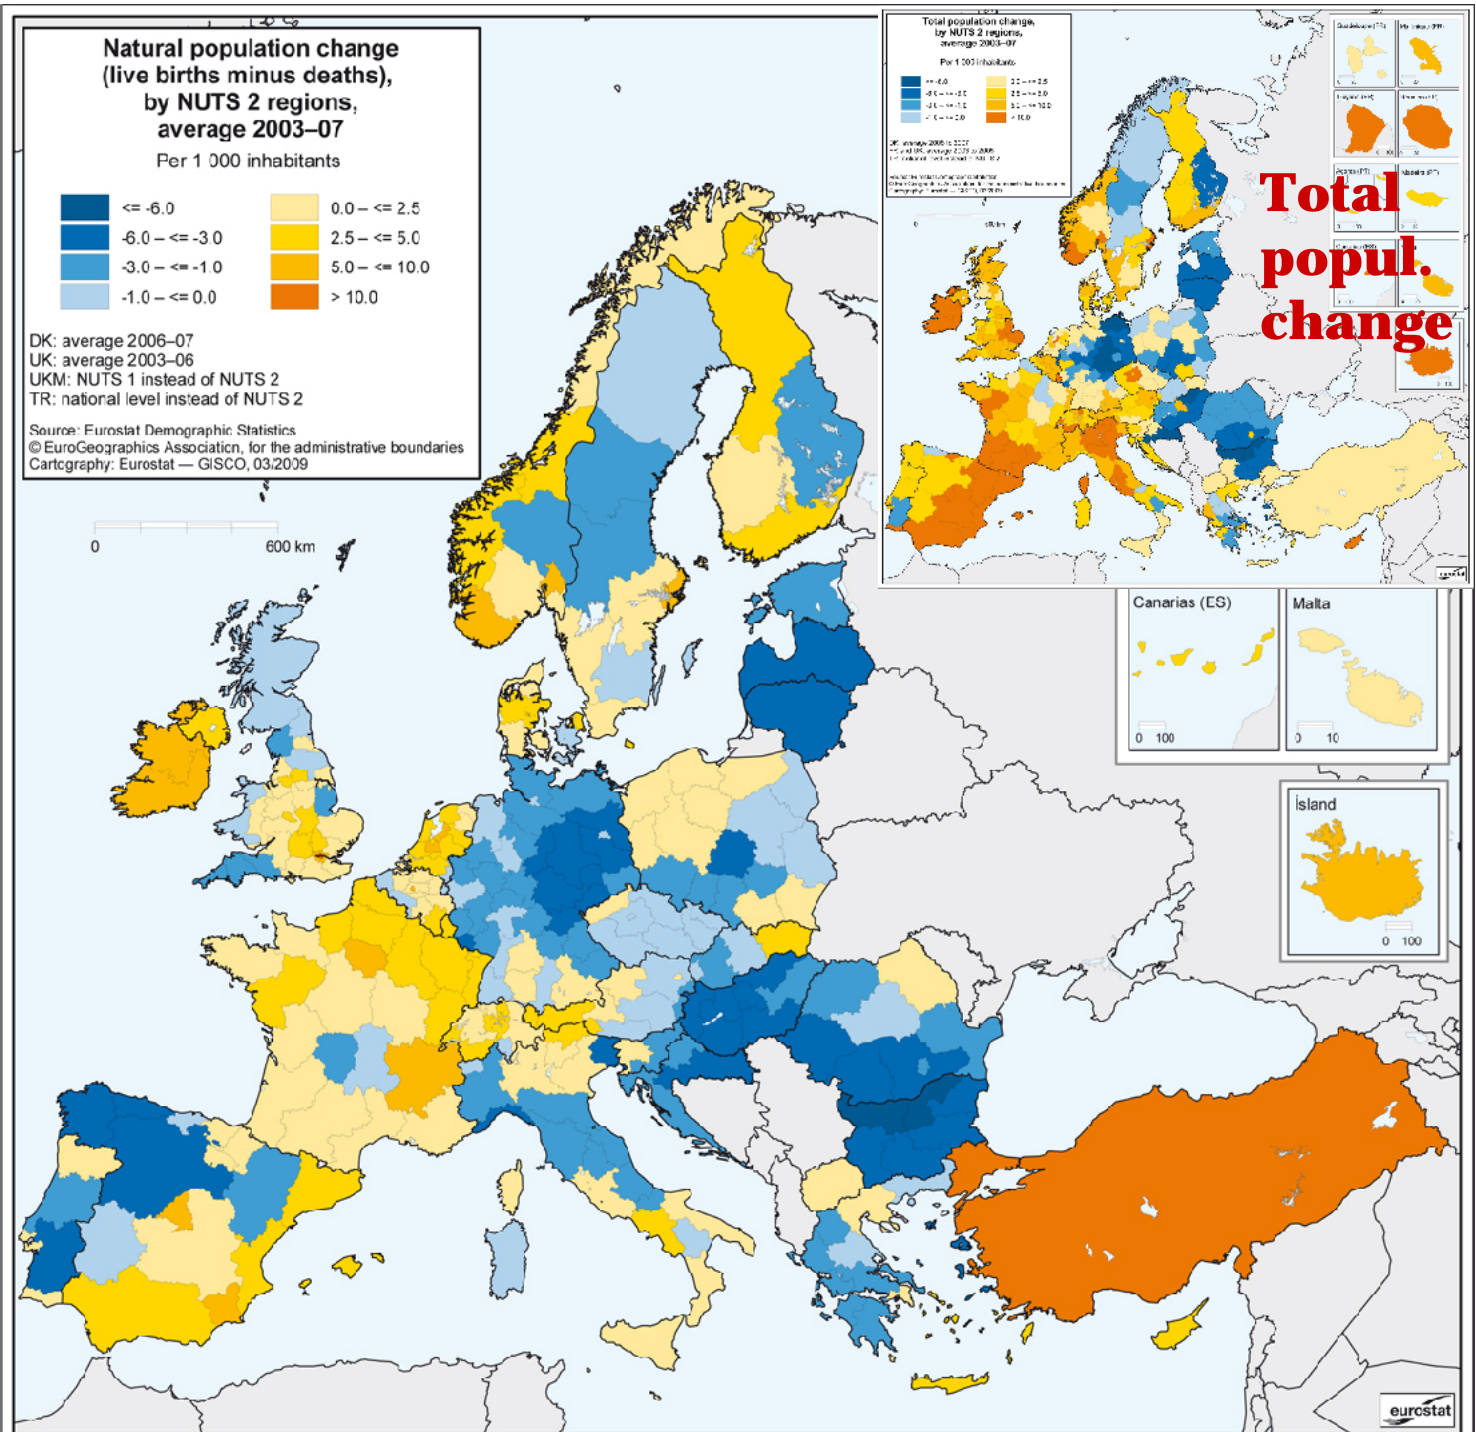 Natural population change
(live births minus deaths),
by NUTS 2 regions,
average 2003–07
Per 1 000 inhabitants
<= -6.0
-6.0 – <= -3.0
-3.0 – <= -1.0
-1.0 – <= 0.0
0.0 – <= 2.5
2.5 – <= 5.0
5.0 – <= 10.0
> 10.0
DK: average 2006–07
UK: average 2003–06
UKM: NUTS 1 instead of NUTS 2
TR: national level instead of NUTS 2
Source: Eurostat Demographic Statistics
© EuroGeographics Association, for the administrative boundaries
Cartography: Eurostat — GISCO, 03/2009
0 600 km
Total population change,
by NUTS 2 regions,
average 2003–07
Per 1 000 inhabitants
Total
popul.
change
eurostat
Canarias (ES)
0 100
Malta
0 10
Ísland
0 100
eurostat